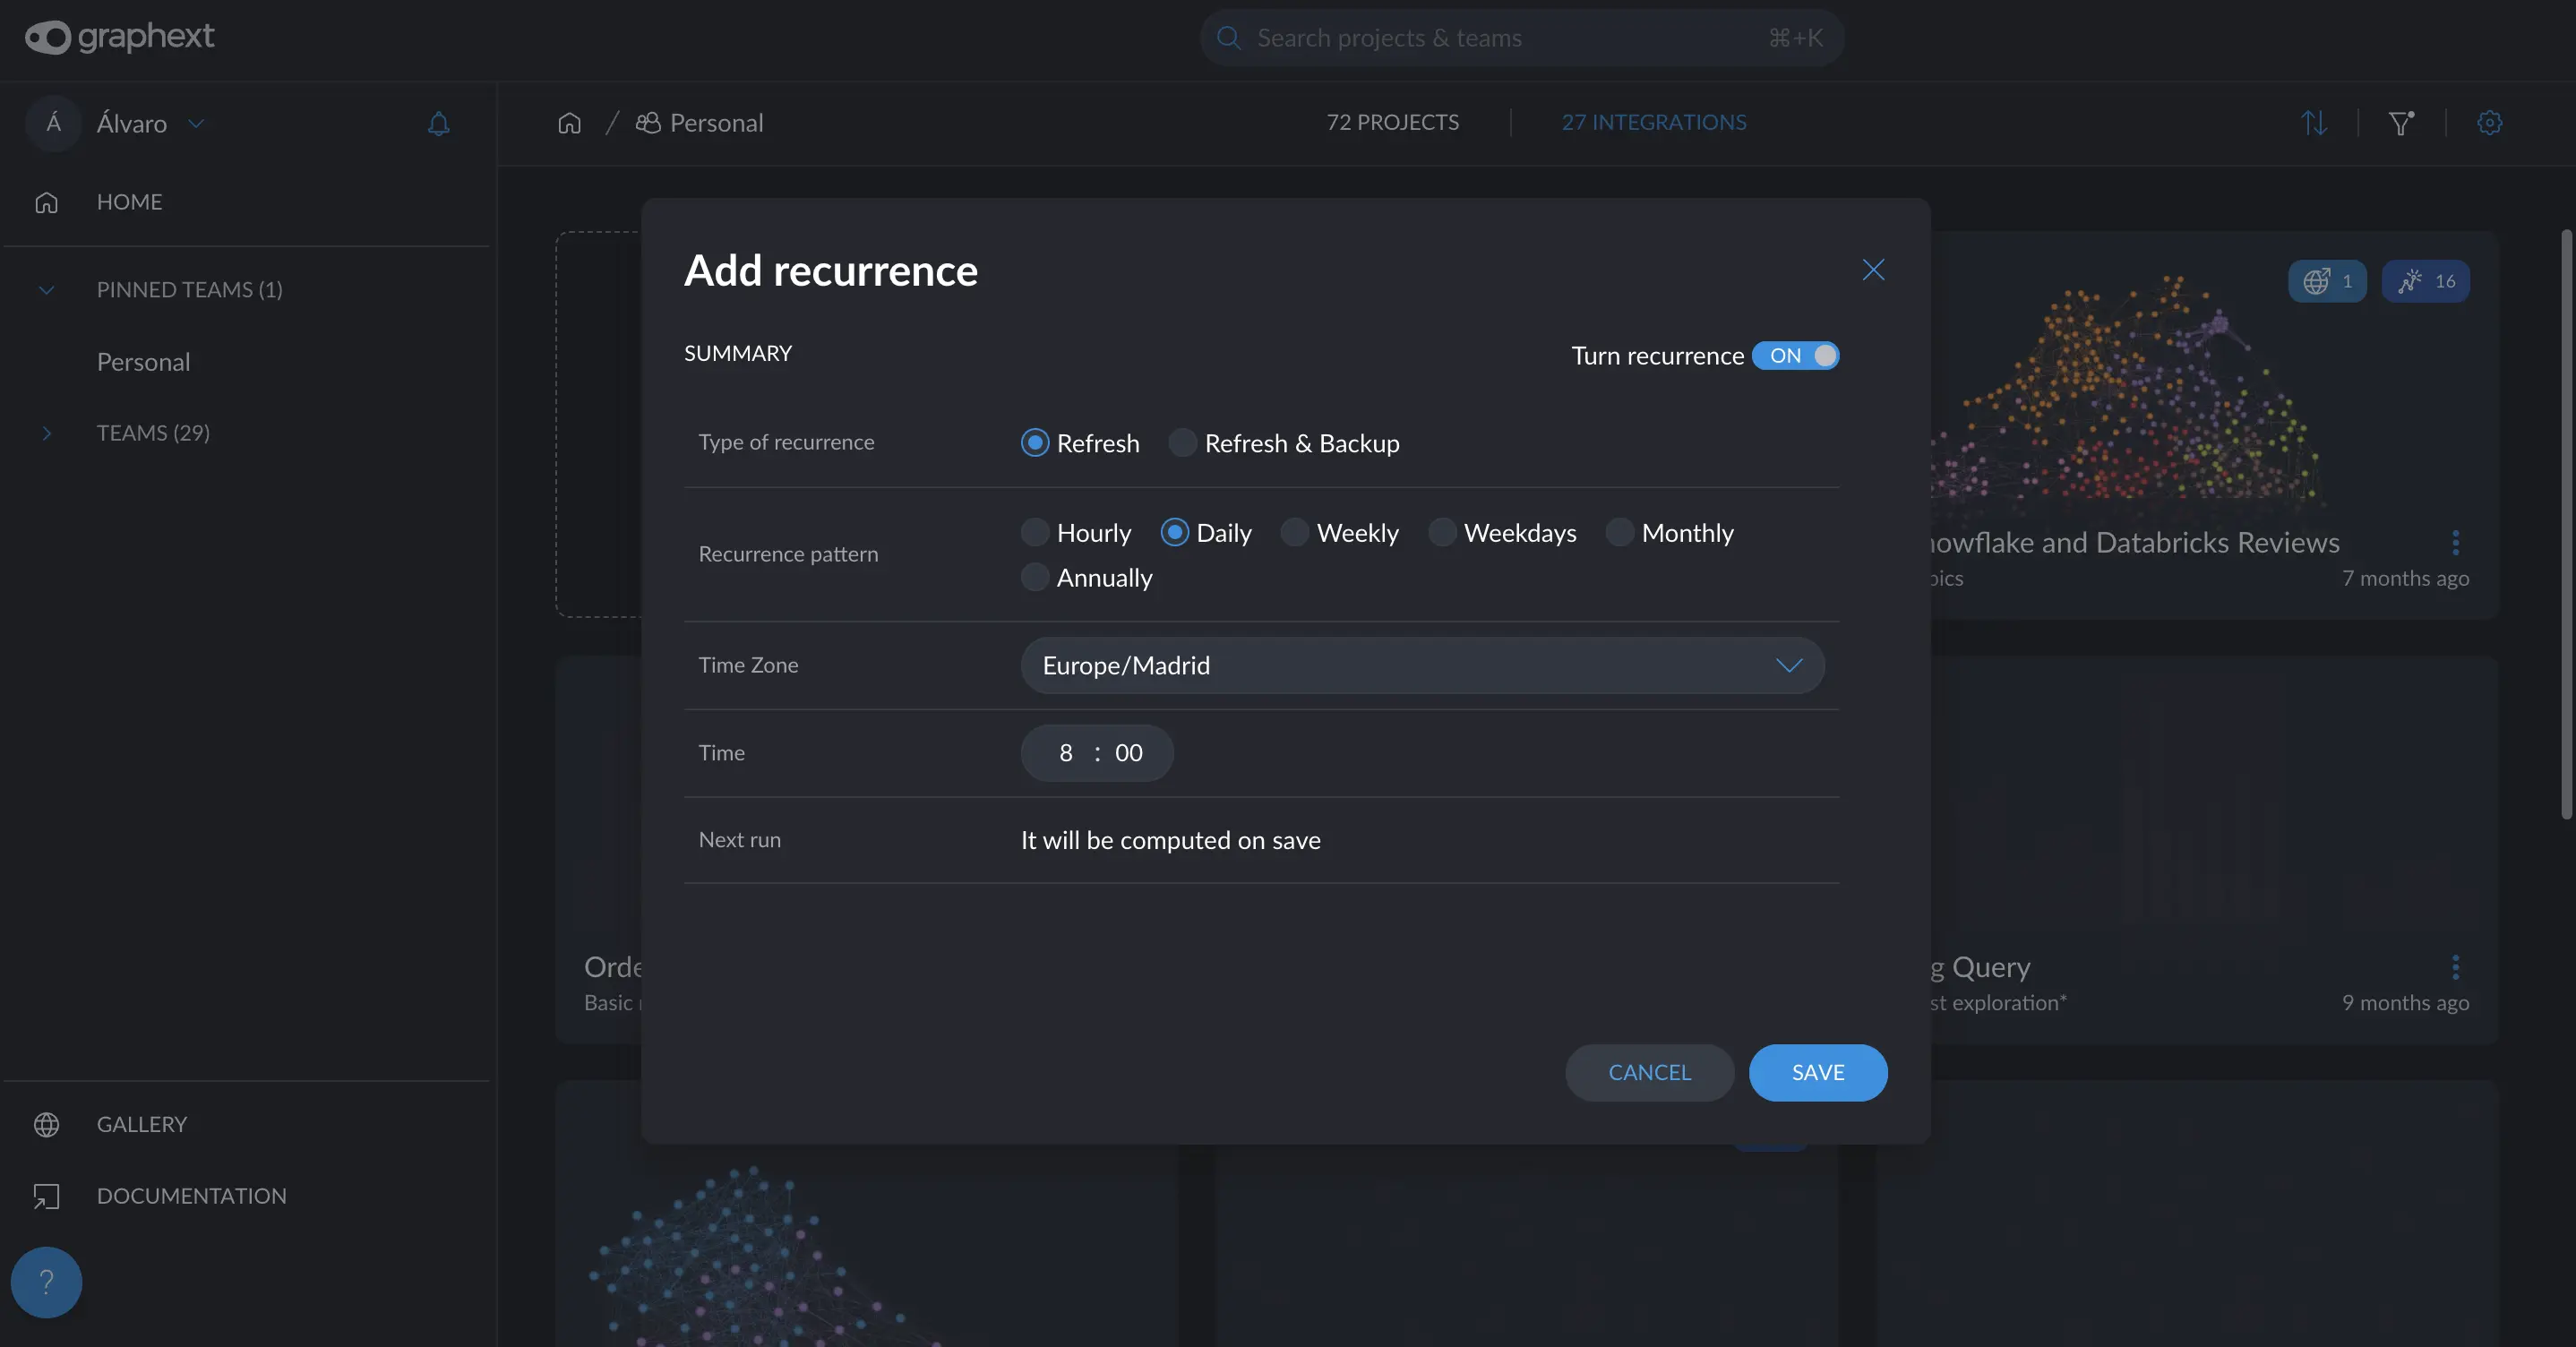 graphext
Search projects & teams ⌘+K
Á Álvaro
Personal
72 PROJECTS
27 INTEGRATIONS
HOME
PINNED TEAMS (1)
Personal
TEAMS (29)
GALLERY
DOCUMENTATION
?
Add recurrence
SUMMARY
Turn recurrence ON
Type of recurrence
Refresh Refresh & Backup
Recurrence pattern
Hourly Daily Weekly Weekdays Monthly
Annually
Time Zone
Europe/Madrid
Time
8 : 00
Next run
It will be computed on save
CANCEL SAVE
1 16
owflake and Databricks Reviews
pics
7 months ago
Orde
Basic
g Query
st exploration*
9 months ago